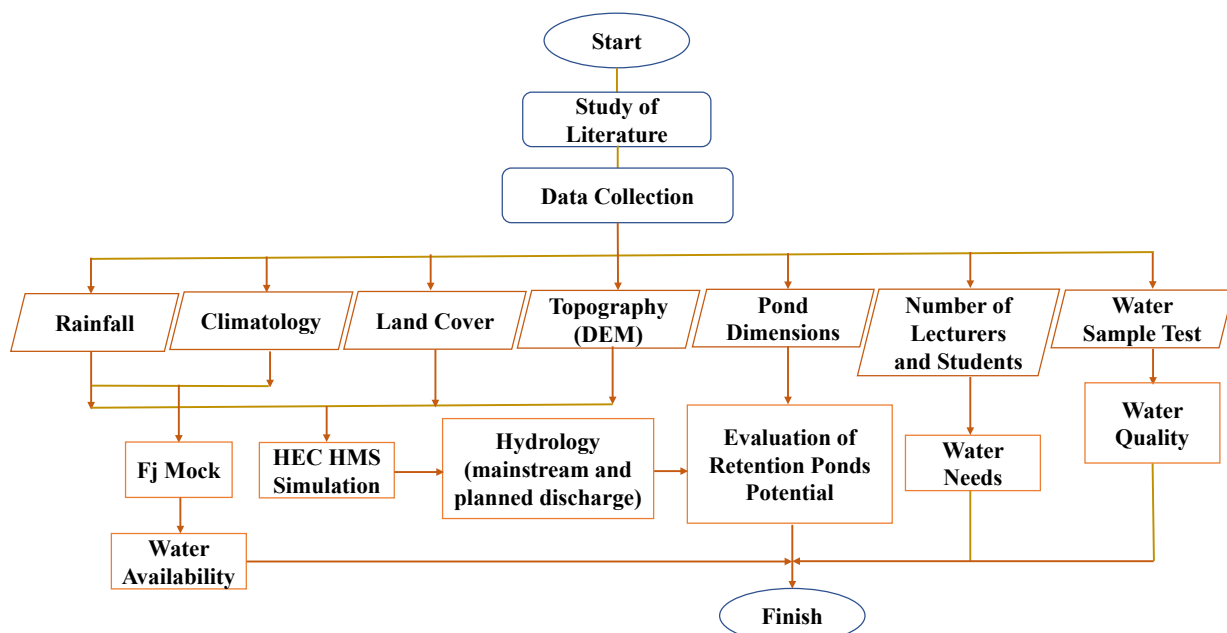 Start
Study of
Literature
Data Collection
Rainfall
Climatology
Land Cover
Topography
(DEM)
Pond
Dimensions
Number of
Lecturers
and Students
Water
Sample Test
Fj Mock
HEC HMS
Simulation
Hydrology
(mainstream and
planned discharge)
Evaluation of
Retention Ponds
Potential
Water
Needs
Water
Quality
Water
Availability
Finish